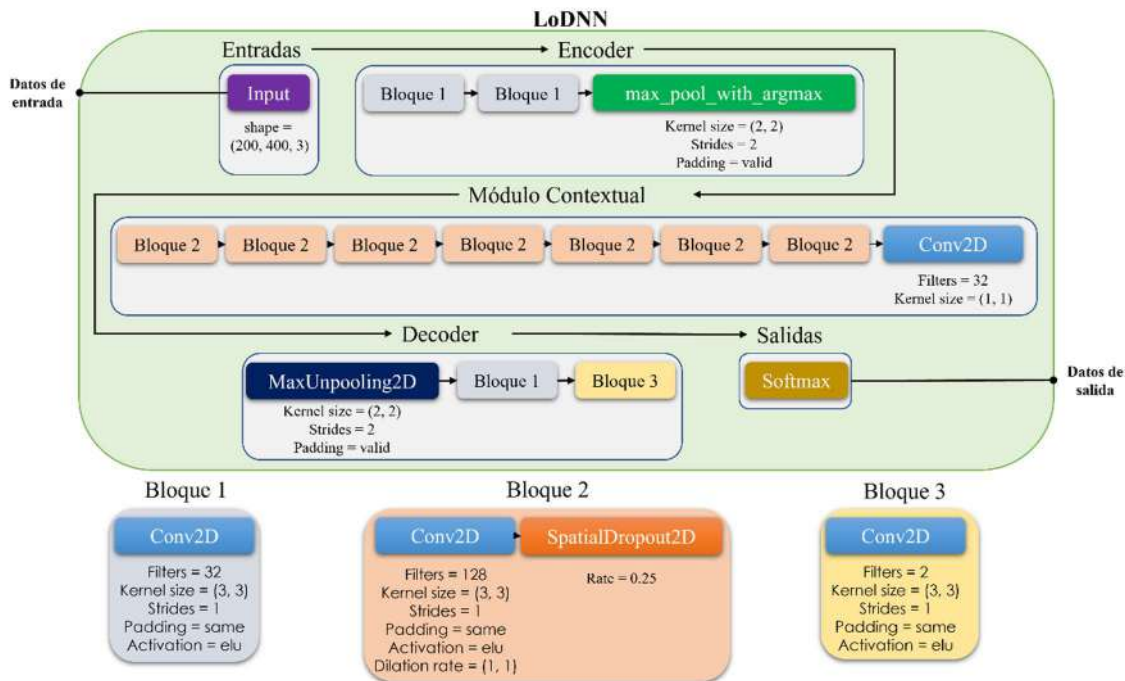 LoDNN
Entradas
Encoder
Datos de
entrada
Input
shape =
(200, 400, 3)
Bloque 1
Bloque 1
max_pool_with_argmax
Kernel size = (2, 2)
Strides = 2
Padding = valid
Módulo Contextual
Bloque 2
Bloque 2
Bloque 2
Bloque 2
Bloque 2
Bloque 2
Bloque 2
Conv2D
Filters = 32
Kernel size = (1, 1)
Decoder
Salidas
MaxUnpooling2D
Kernel size = (2, 2)
Strides = 2
Padding = valid
Bloque 1
Bloque 3
Softmax
Datos de
salida
Bloque 1
Conv2D
Filters = 32
Kernel size = (3, 3)
Strides = 1
Padding = same
Activation = elu
Bloque 2
Conv2D
Filters = 128
Kernel size = (3, 3)
Strides = 1
Padding = same
Activation = elu
Dilation rate = (1, 1)
SpatialDropout2D
Rate = 0.25
Bloque 3
Conv2D
Filters = 2
Kernel size = (3, 3)
Strides = 1
Padding = same
Activation = elu